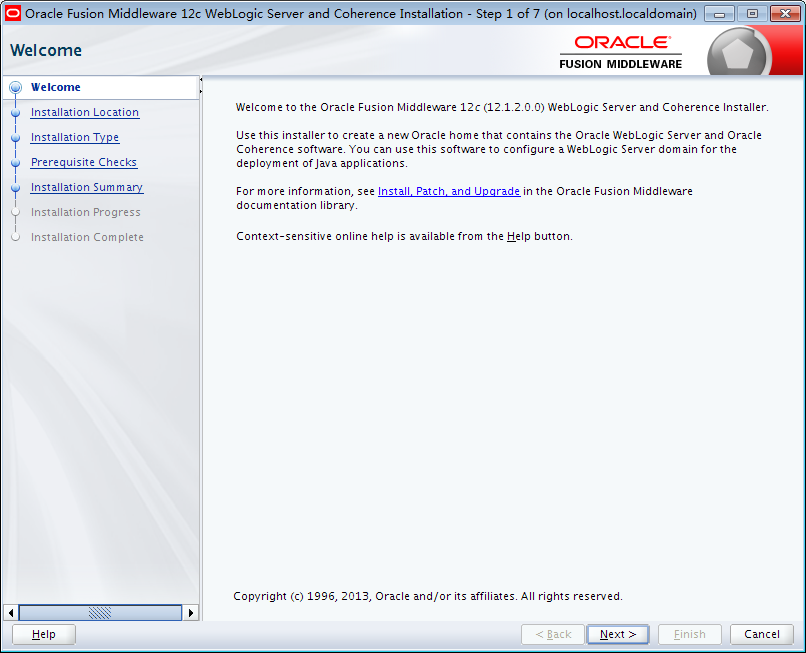 Oracle Fusion Middleware 12c WebLogic Server and Coherence Installation - Step 1 of 7 (on localhost.localdomain)
Welcome
ORACLE®
FUSION MIDDLEWARE
Welcome
Installation Location
Installation Type
Prerequisite Checks
Installation Summary
Installation Progress
Installation Complete
Welcome to the Oracle Fusion Middleware 12c (12.1.2.0.0) WebLogic Server and Coherence Installer.
Use this installer to create a new Oracle home that contains the Oracle WebLogic Server and Oracle
Coherence software. You can use this software to configure a WebLogic Server domain for the
deployment of Java applications.
For more information, see Install, Patch, and Upgrade in the Oracle Fusion Middleware
documentation library.
Context-sensitive online help is available from the Help button.
Copyright (c) 1996, 2013, Oracle and/or its affiliates. All rights reserved.
Help
< Back
Next >
Finish
Cancel